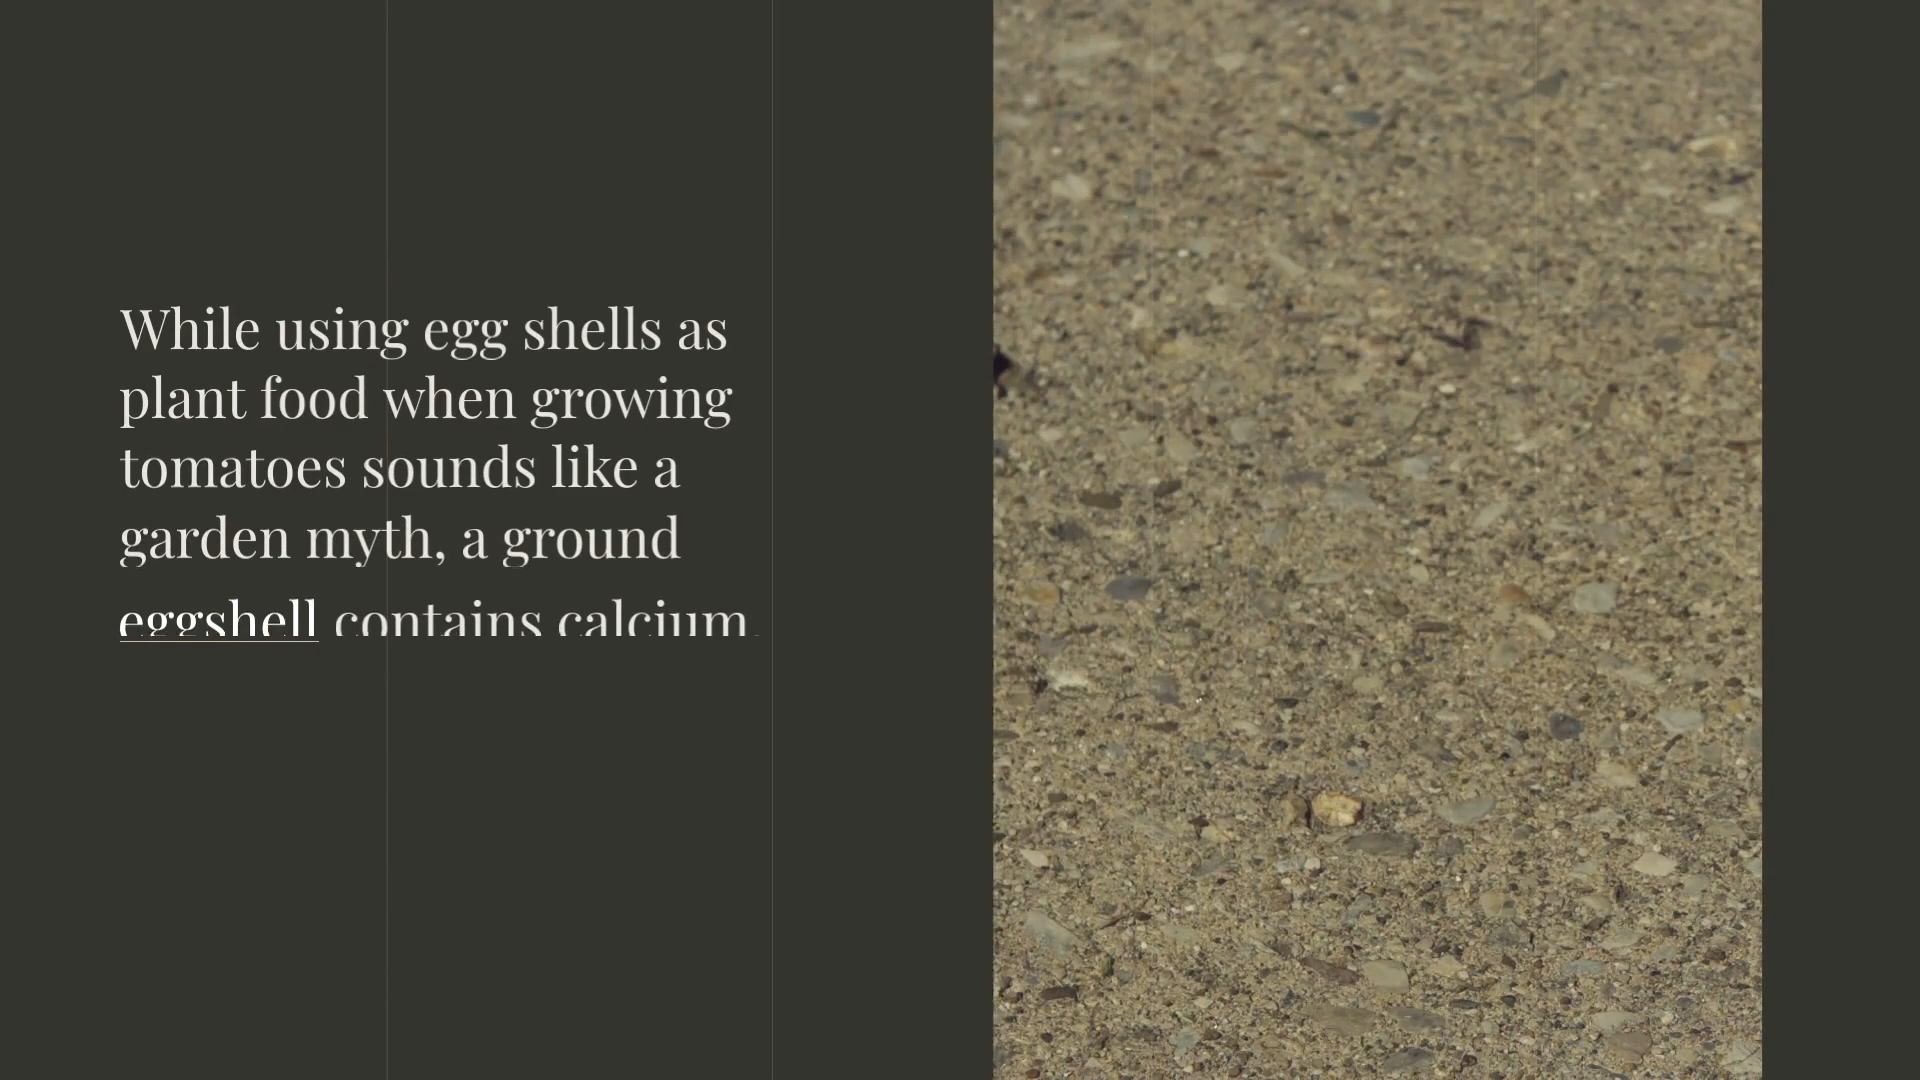 While using egg shells as
plant food when growing
tomatoes sounds like a
garden myth, a ground
eggshell contains calcium.